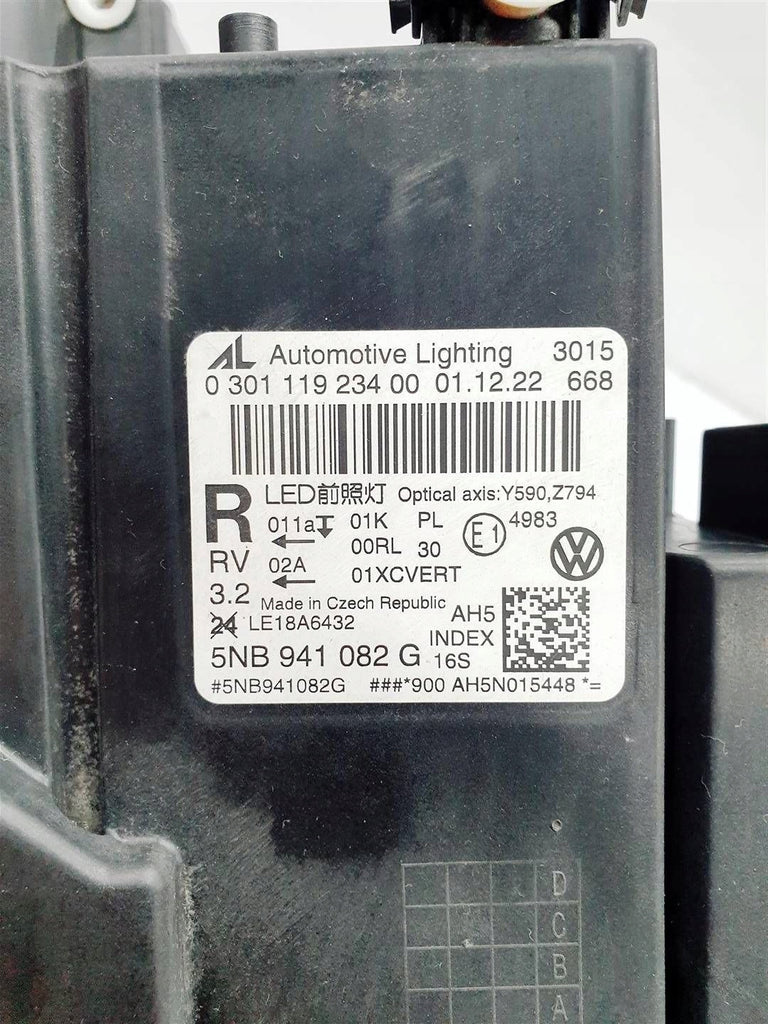 AL Automotive Lighting 3015
0 301 119 234 00 01.12.22 668
R LED前照灯 Optical axis:Y590,Z794
011a 01K PL E1 4983
00RL 30
RV 02A 01XCVERT VW
3.2 Made in Czech Republic AH5
24 LE18A6432 INDEX
5NB 941 082 G 16S
#5NB941082G ###*900 AH5N015448 *=
D
C
B
A